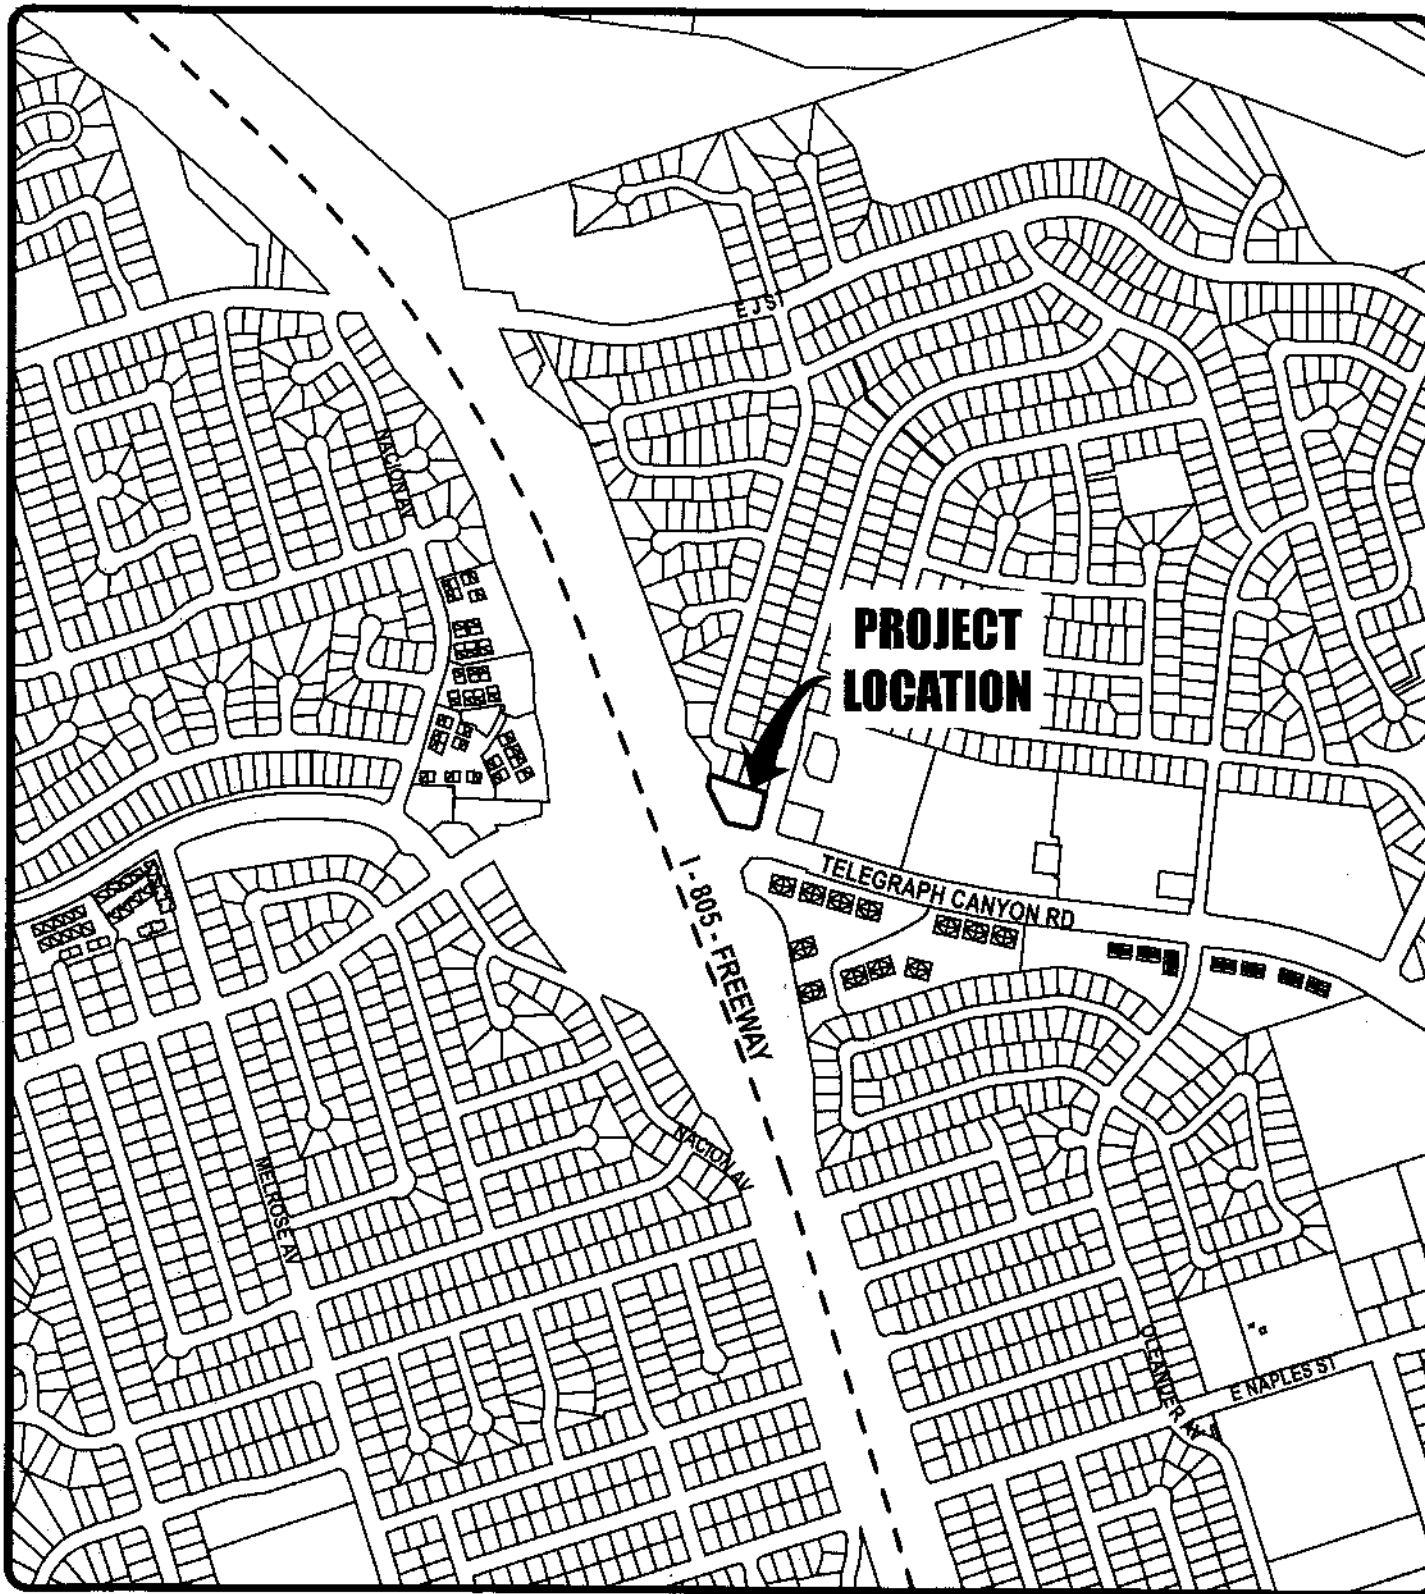 E J ST
NACION AV
PROJECT
LOCATION
TELEGRAPH CANYON RD
I - 805 - FREEWAY
NACION AV
MELROSE AV
OLEANDER AV
E NAPLES ST